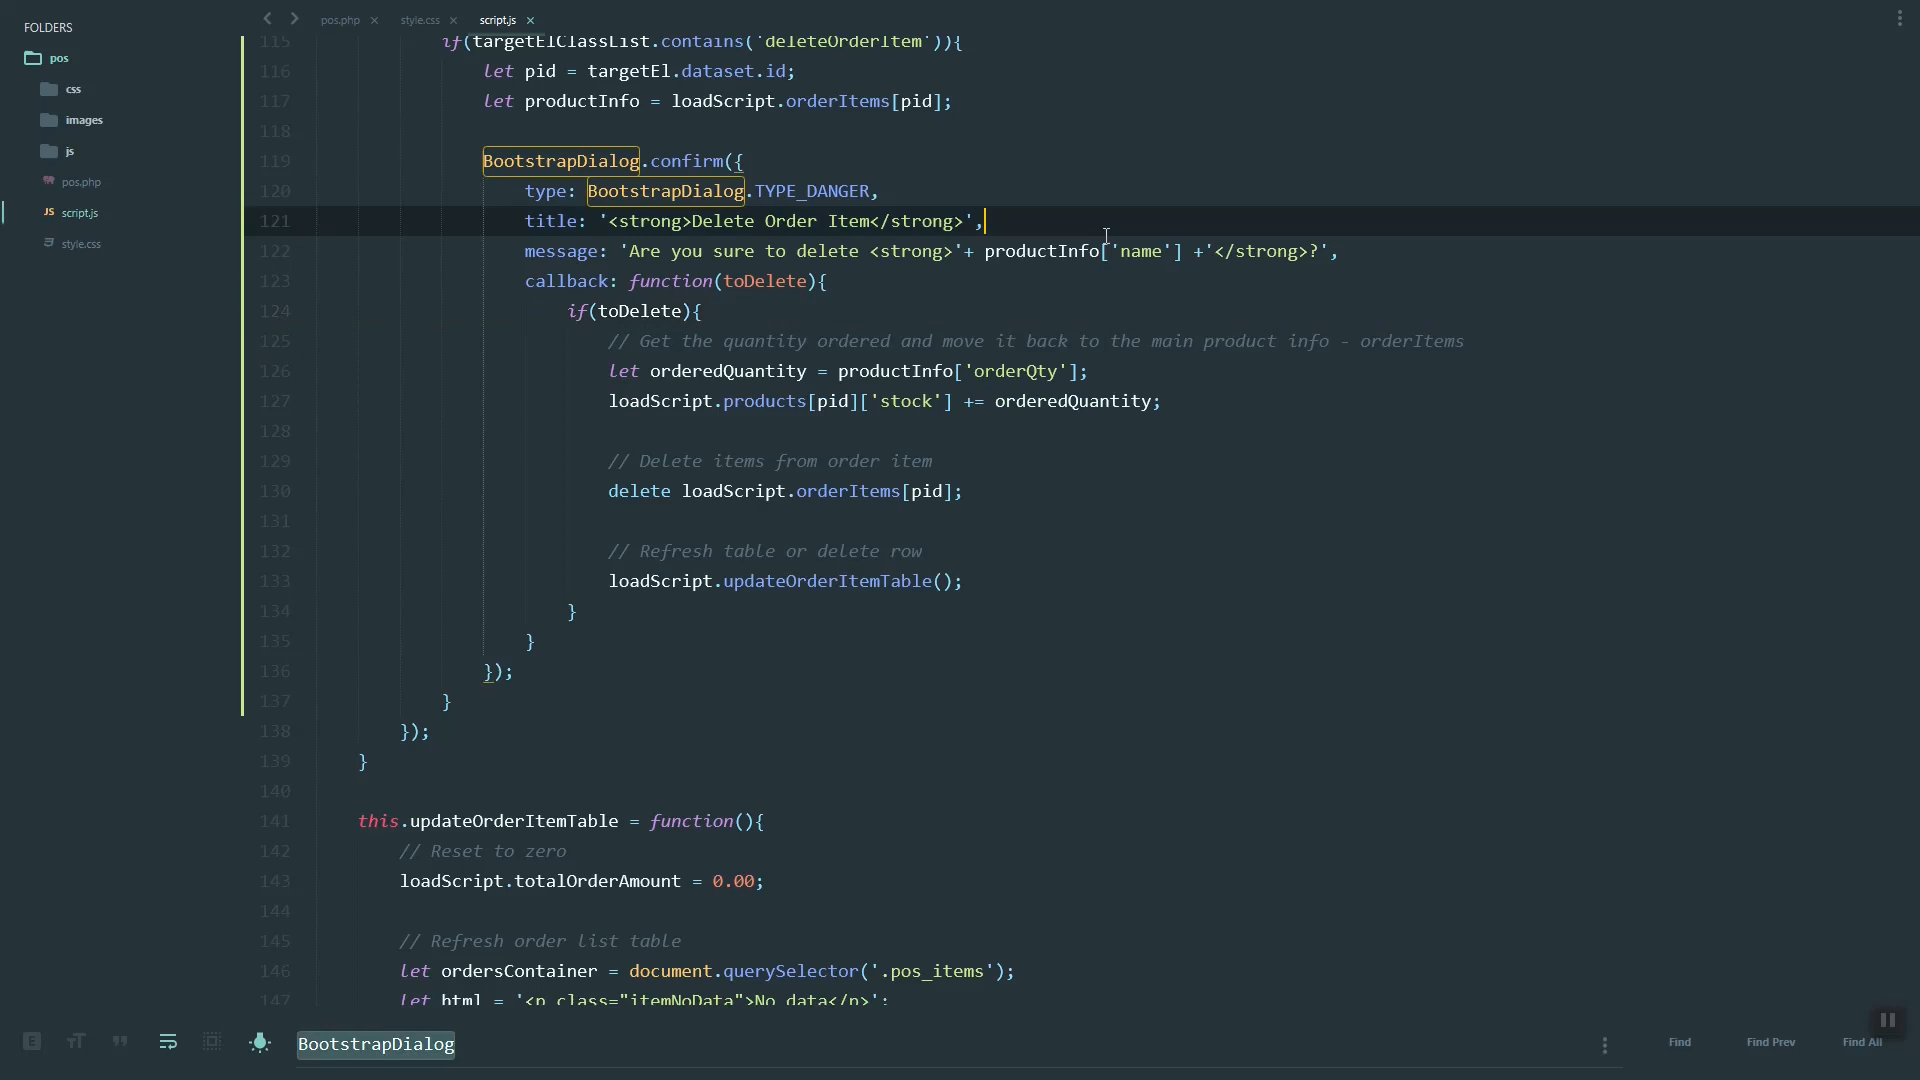 FOLDERS
pos
css
images
js
pos.php
JS script.js
style.css
pos.php × style.css × script.js ×
115 if(targetElClassList.contains('deleteOrderItem')){
116 let pid = targetEl.dataset.id;
117 let productInfo = loadScript.orderItems[pid];
118
119 BootstrapDialog.confirm({
120 type: BootstrapDialog.TYPE_DANGER,
121 title: '<strong>Delete Order Item</strong>',
122 message: 'Are you sure to delete <strong>'+ productInfo['name'] +'</strong>?',
123 callback: function(toDelete){
124 if(toDelete){
125 // Get the quantity ordered and move it back to the main product info - orderItems
126 let orderedQuantity = productInfo['orderQty'];
127 loadScript.products[pid]['stock'] += orderedQuantity;
128
129 // Delete items from order item
130 delete loadScript.orderItems[pid];
131
132 // Refresh table or delete row
133 loadScript.updateOrderItemTable();
134 }
135 }
136 });
137 }
138 });
139 }
140
141 this.updateOrderItemTable = function(){
142 // Reset to zero
143 loadScript.totalOrderAmount = 0.00;
144
145 // Refresh order list table
146 let ordersContainer = document.querySelector('.pos_items');
147 let html = '<p class="itemNoData">No data</p>';
BootstrapDialog
Find Find Prev Find All